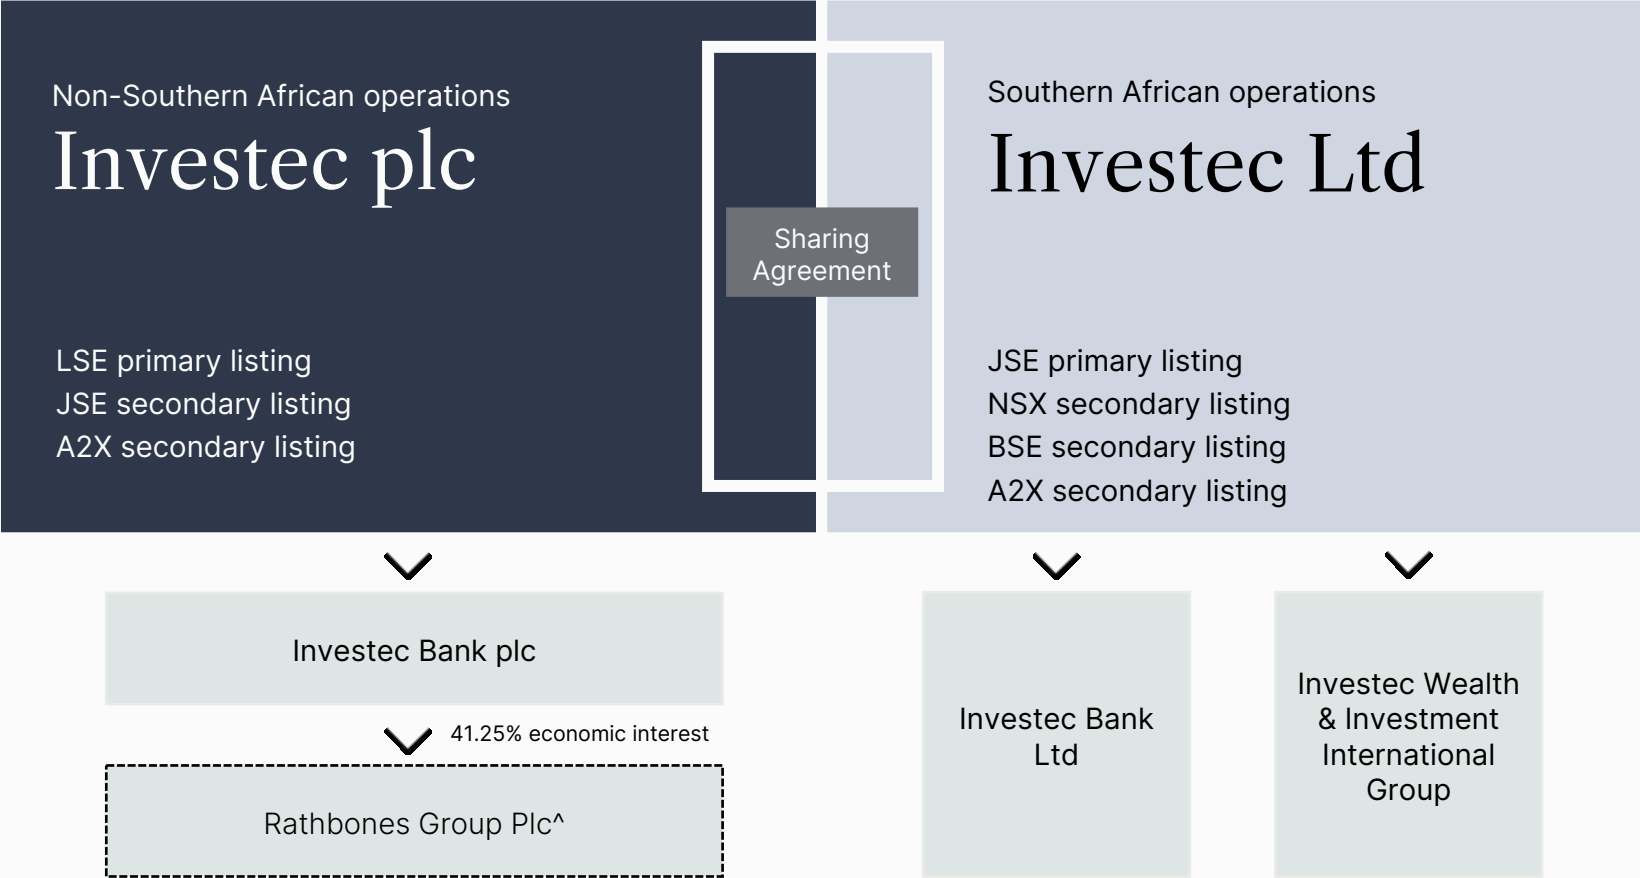 Non-Southern African operations
Investec plc
LSE primary listing
JSE secondary listing
A2X secondary listing
Sharing
Agreement
Southern African operations
Investec Ltd
JSE primary listing
NSX secondary listing
BSE secondary listing
A2X secondary listing
Investec Bank plc
41.25% economic interest
Rathbones Group Plc^
Investec Bank
Ltd
Investec Wealth
& Investment
International
Group